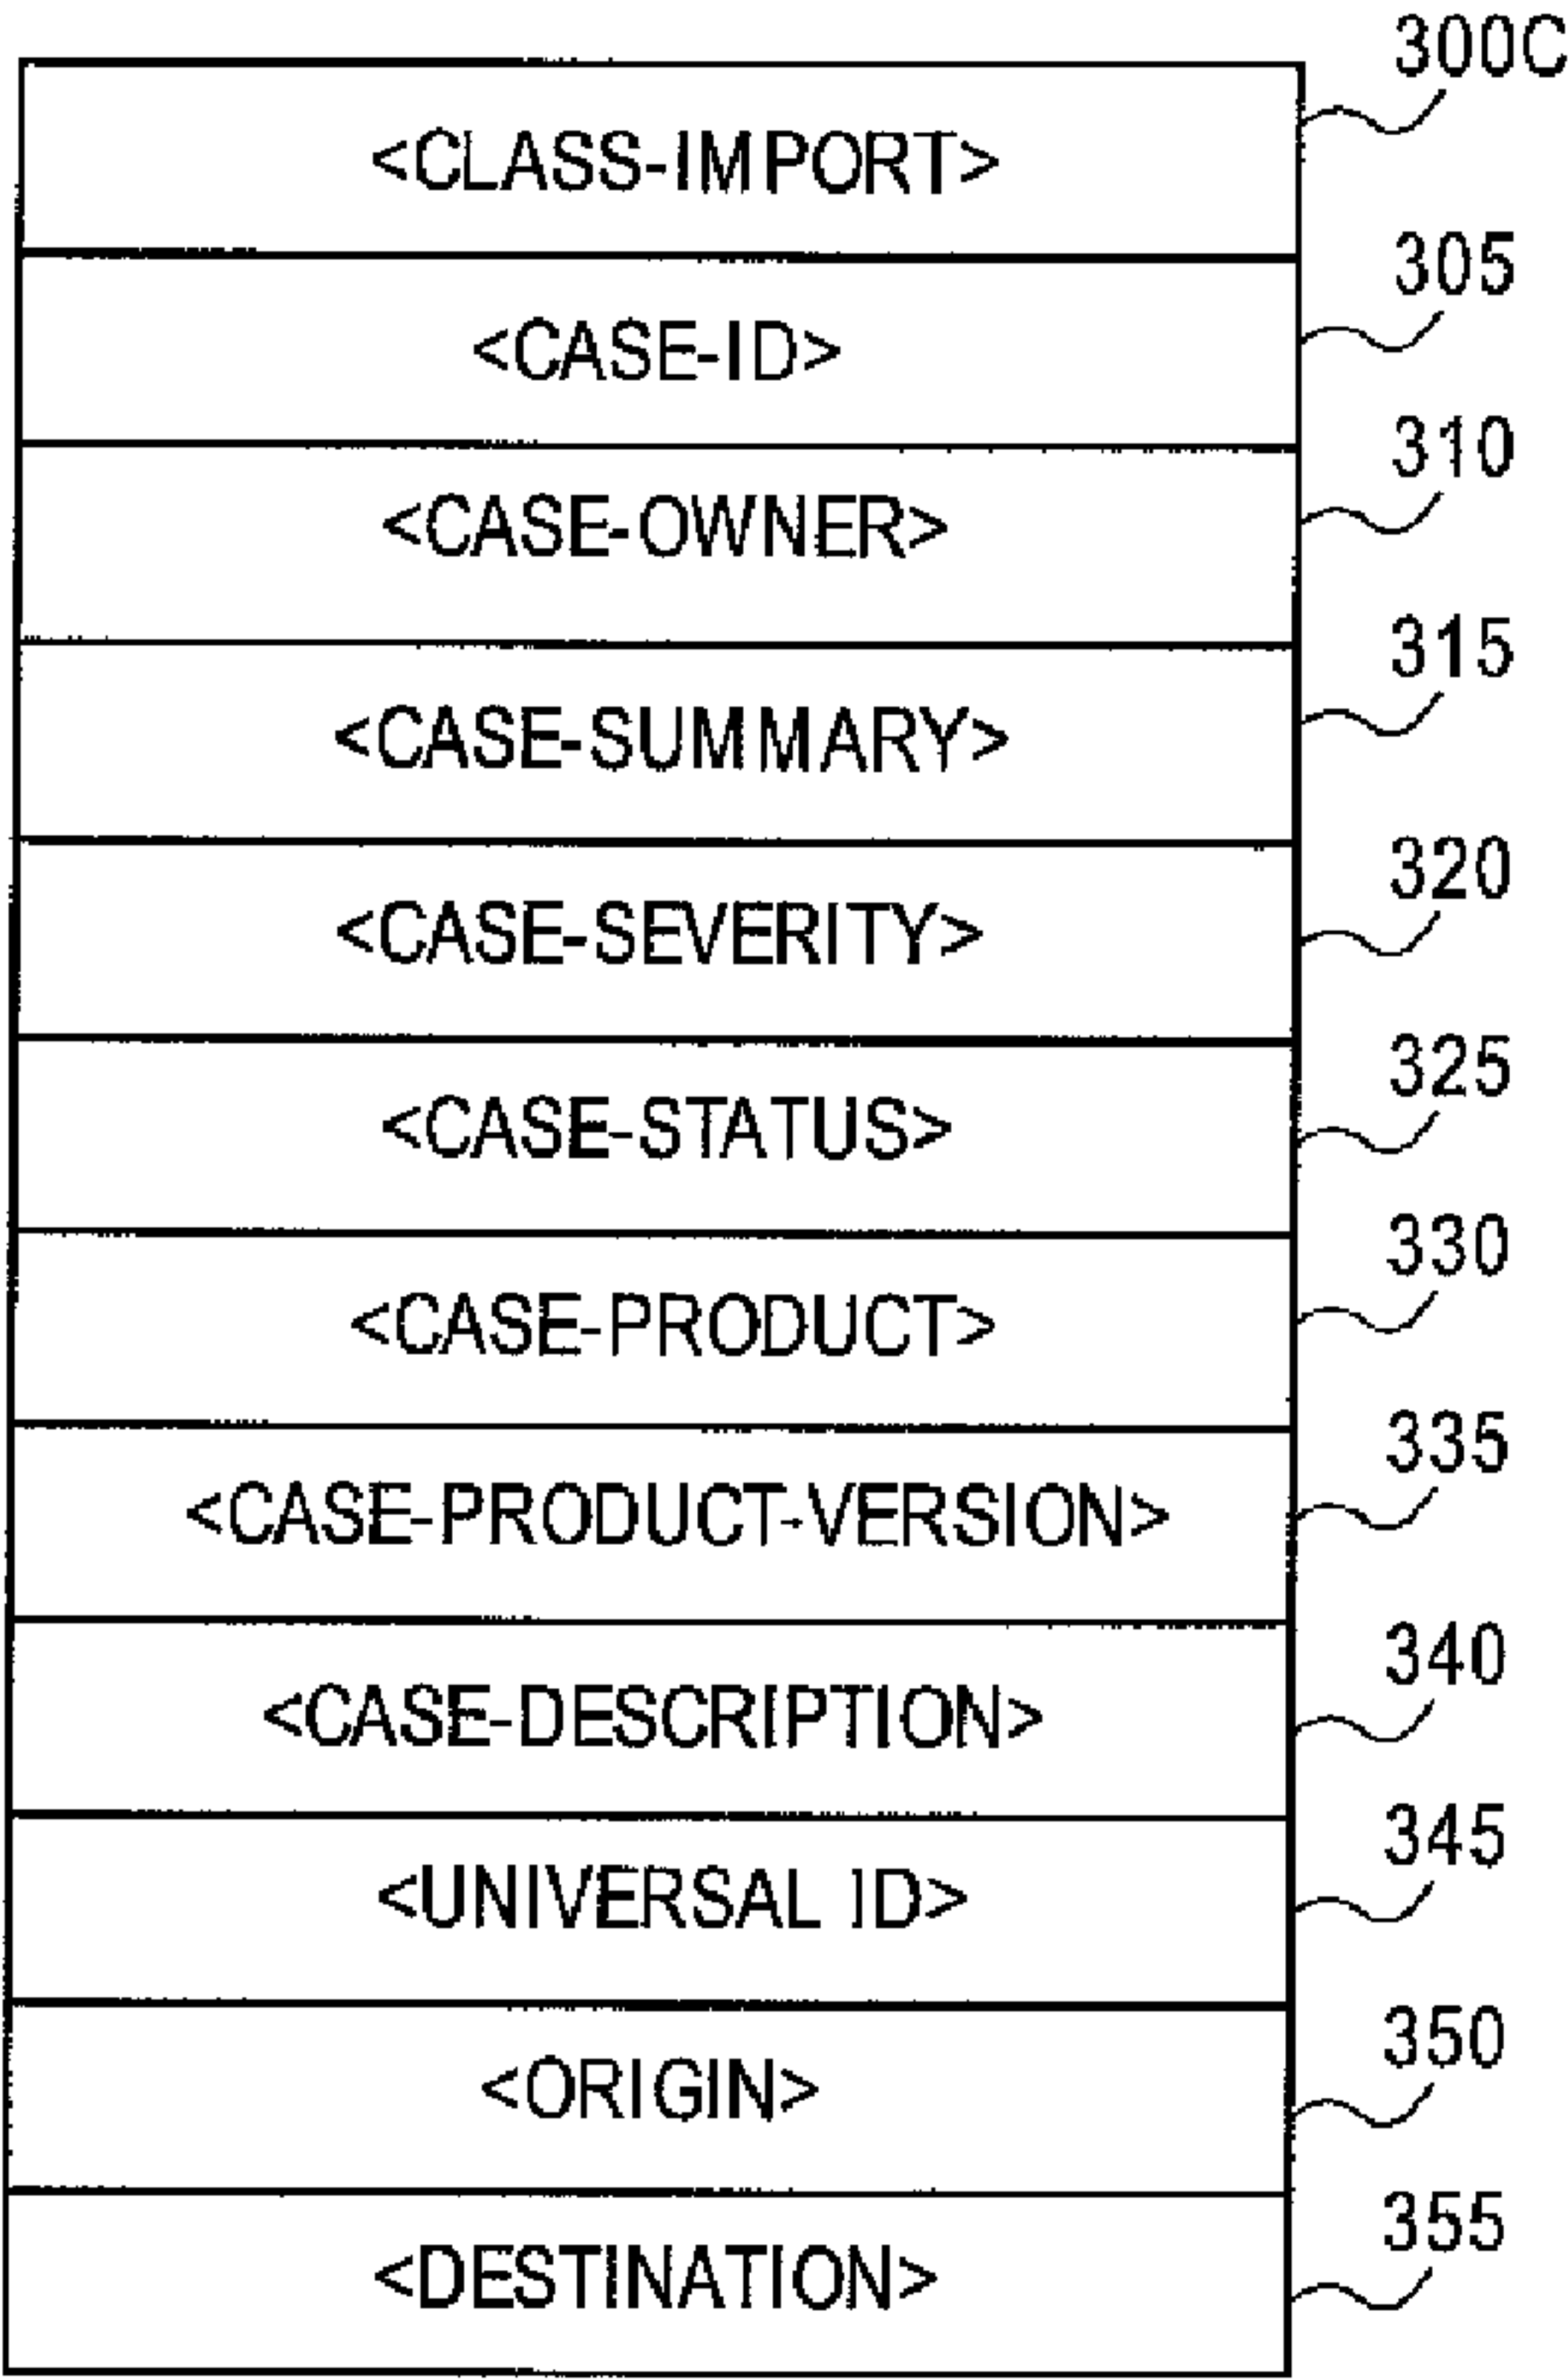 300C
<CLASS-IMPORT>
305
<CASE-ID>
310
<CASE-OWNER>
315
<CASE-SUMMARY>
320
<CASE-SEVERITY>
325
<CASE-STATUS>
330
<CASE-PRODUCT>
335
<CASE-PRODUCT-VERSION>
340
<CASE-DESCRIPTION>
345
<UNIVERSAL ID>
350
<ORIGIN>
355
<DESTINATION>